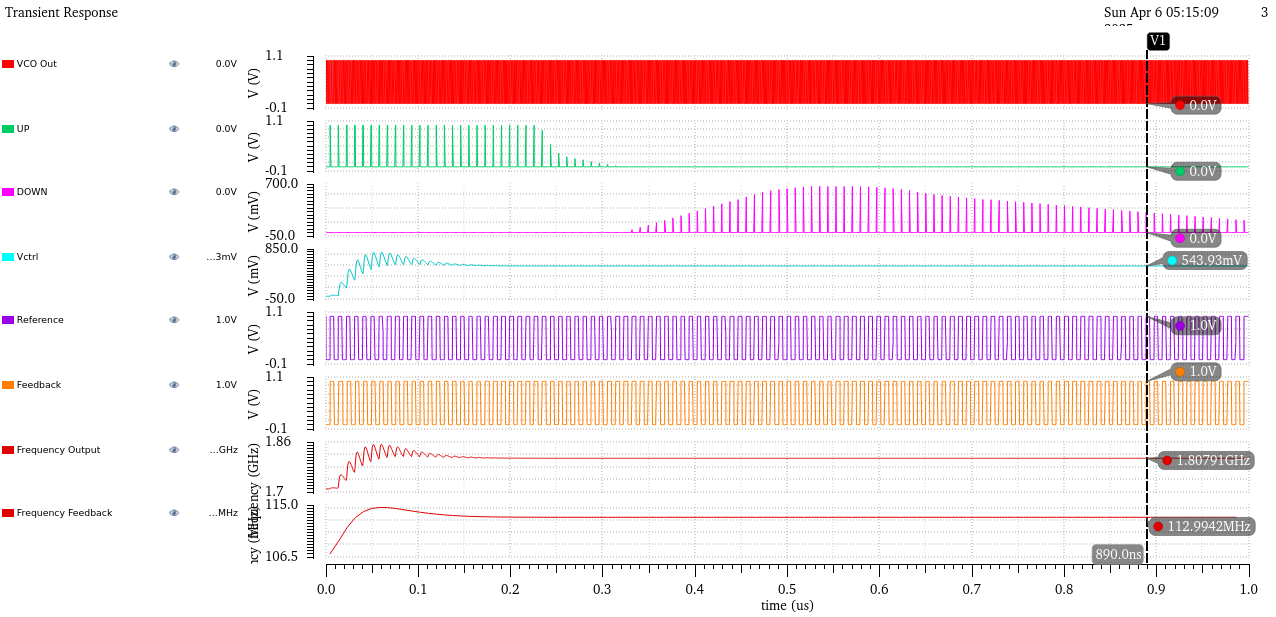 Transient Response
Sun Apr 6 05:15:09
3
V1
VCO Out 0.0V
1.1
V (V)
-0.1
0.0V
UP 0.0V
1.1
V (V)
-0.1
0.0V
DOWN 0.0V
700.0
V (mV)
-50.0
0.0V
Vctrl ...3mV
850.0
V (mV)
-50.0
543.93mV
Reference 1.0V
1.1
V (V)
-0.1
1.0V
Feedback 1.0V
1.1
V (V)
-0.1
1.0V
Frequency Output ...GHz
1.86
(GHz)
1.7
1.80791GHz
Frequency Feedback ...MHz
115.0
106.5
112.9942MHz
890.0ns
0.0 0.1 0.2 0.3 0.4 0.5 0.6 0.7 0.8 0.9 1.0
time (us)